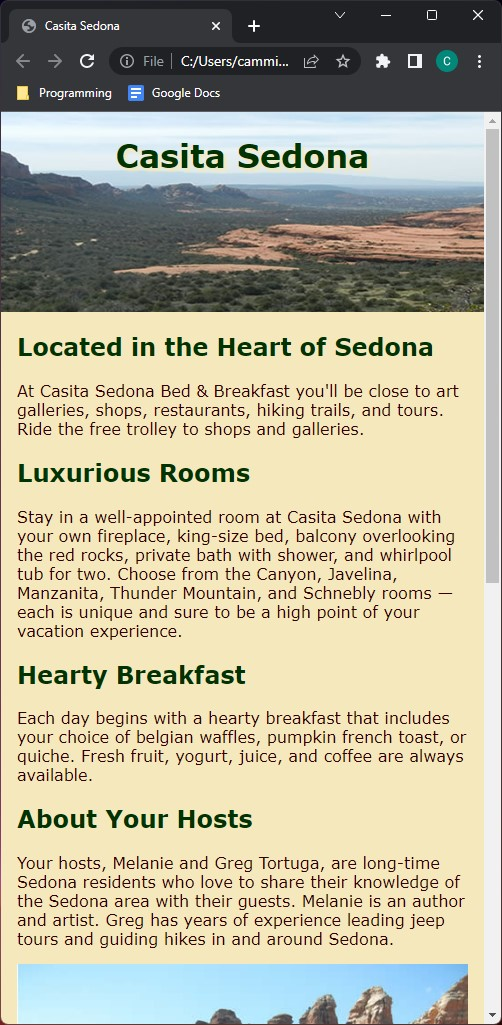 Casita Sedona
File
C:/Users/cammi...
C
Programming
Google Docs
Casita Sedona
Located in the Heart of Sedona
At Casita Sedona Bed & Breakfast you'll be close to art
galleries, shops, restaurants, hiking trails, and tours.
Ride the free trolley to shops and galleries.
Luxurious Rooms
Stay in a well-appointed room at Casita Sedona with
your own fireplace, king-size bed, balcony overlooking
the red rocks, private bath with shower, and whirlpool
tub for two. Choose from the Canyon, Javelina,
Manzanita, Thunder Mountain, and Schnebly rooms —
each is unique and sure to be a high point of your
vacation experience.
Hearty Breakfast
Each day begins with a hearty breakfast that includes
your choice of belgian waffles, pumpkin french toast, or
quiche. Fresh fruit, yogurt, juice, and coffee are always
available.
About Your Hosts
Your hosts, Melanie and Greg Tortuga, are long-time
Sedona residents who love to share their knowledge of
the Sedona area with their guests. Melanie is an author
and artist. Greg has years of experience leading jeep
tours and guiding hikes in and around Sedona.